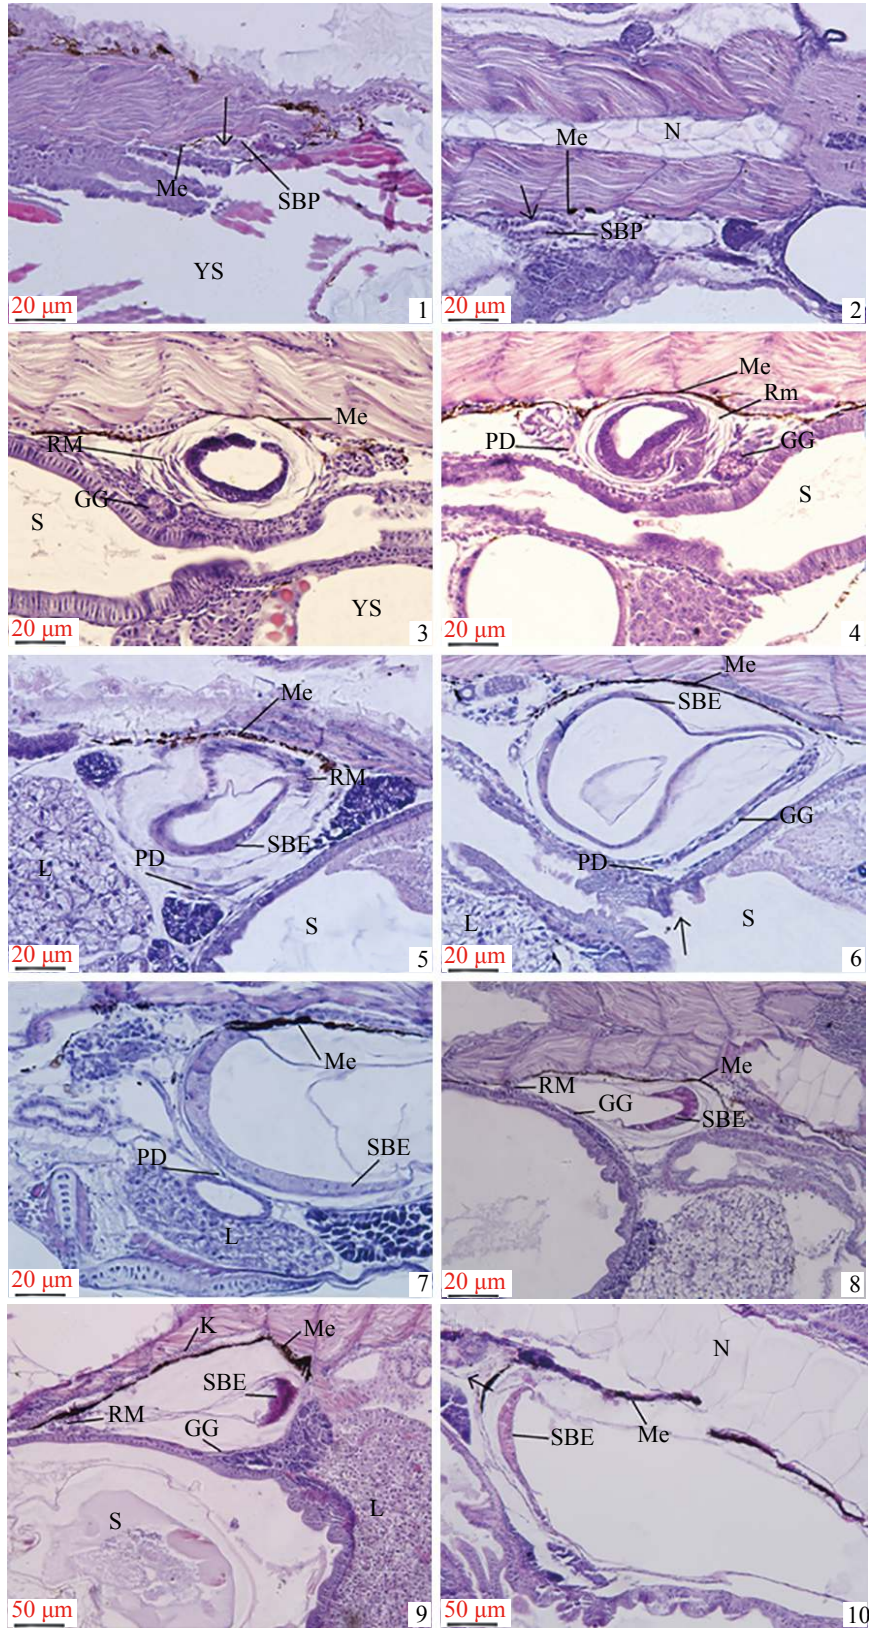 Me
SBP
YS
20 μm
1
N
Me
SBP
20 μm
2
Me
RM
GG
S
YS
20 μm
3
Me
Rm
PD
GG
S
20 μm
4
Me
RM
SBE
PD
L
S
20 μm
5
Me
SBE
GG
PD
S
L
20 μm
6
Me
SBE
PD
L
20 μm
7
Me
RM
GG
SBE
20 μm
8
K
Me
SBE
RM
GG
L
S
50 μm
9
N
Me
SBE
50 μm
10